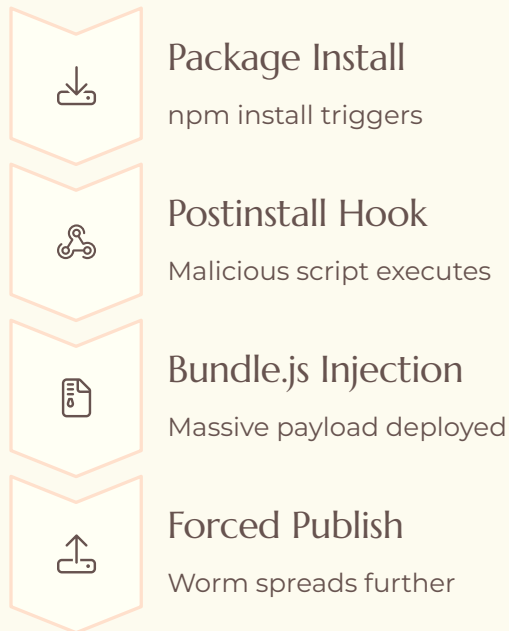 Package Install
npm install triggers
Postinstall Hook
Malicious script executes
Bundle.js Injection
Massive payload deployed
Forced Publish
Worm spreads further